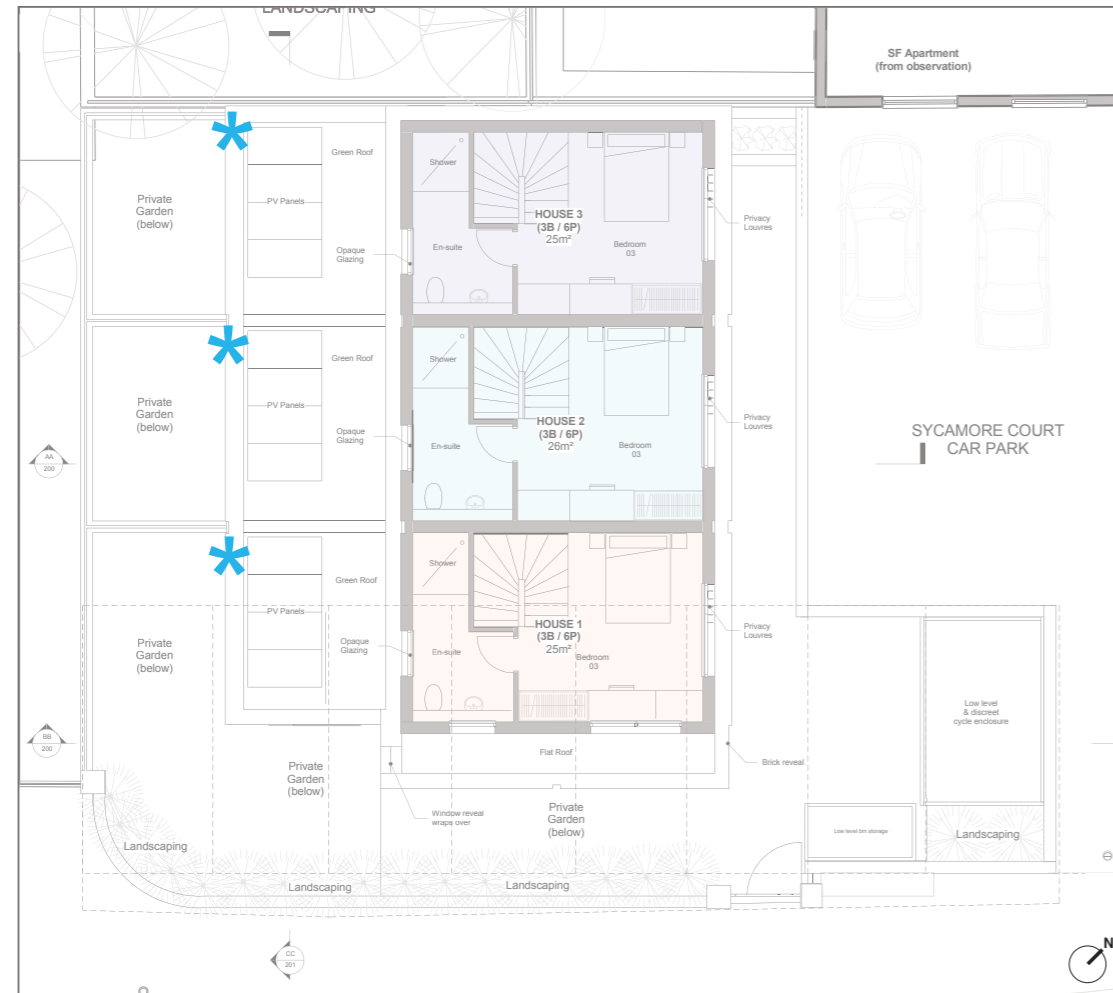 LANDSCAPING
SF Apartment
(from observation)
Private
Garden
(below)
Green Roof
PV Panels
Opaque
Glazing
Shower
En-suite
HOUSE 3
(3B / 6P)
25m²
Bedroom
03
Privacy
Louvres
Private
Garden
(below)
Green Roof
PV Panels
Opaque
Glazing
Shower
En-suite
HOUSE 2
(3B / 6P)
26m²
Bedroom
03
Privacy
Louvres
SYCAMORE COURT
CAR PARK
AA
200
Private
Garden
(below)
Green Roof
PV Panels
Opaque
Glazing
Shower
En-suite
HOUSE 1
(3B / 6P)
25m²
Bedroom
03
Privacy
Louvres
Low level
& discreet
cycle enclosure
BB
200
Flat Roof
Brick reveal
Private
Garden
(below)
Window reveal
wraps over
Private
Garden
(below)
Low level bin storage
Landscaping
Landscaping
Landscaping
Landscaping
CC
201
N